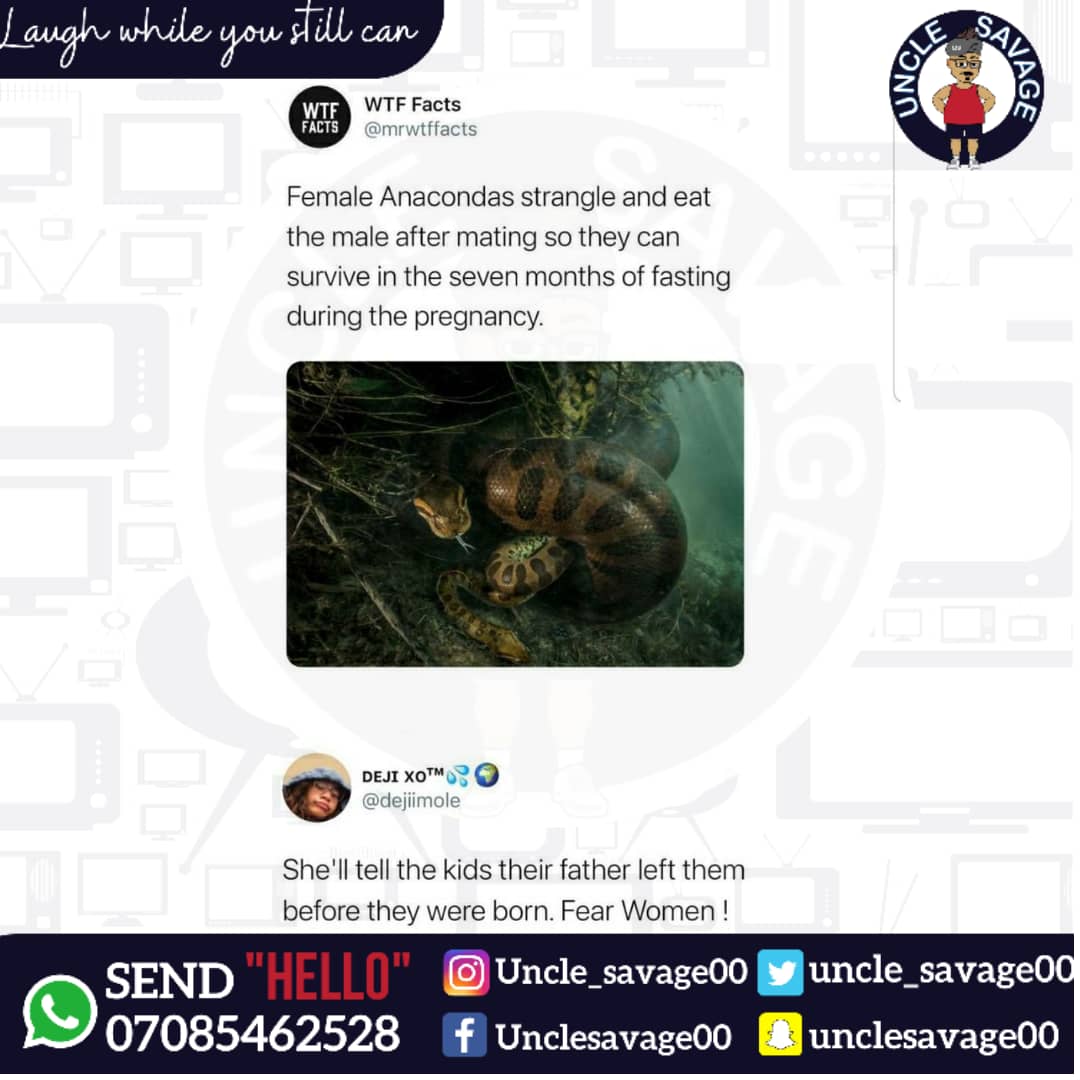 Laugh while you still can
UNCLE SAVAGE
WTF FACTS
WTF Facts
@mrwtffacts
Female Anacondas strangle and eat
the male after mating so they can
survive in the seven months of fasting
during the pregnancy.
UNCLE SAVAGE
DEJI XO™💦🌍
@dejiimole
She'll tell the kids their father left them
before they were born. Fear Women !
SEND "HELLO"
07085462528
Uncle_savage00
uncle_savage00
Unclesavage00
unclesavage00